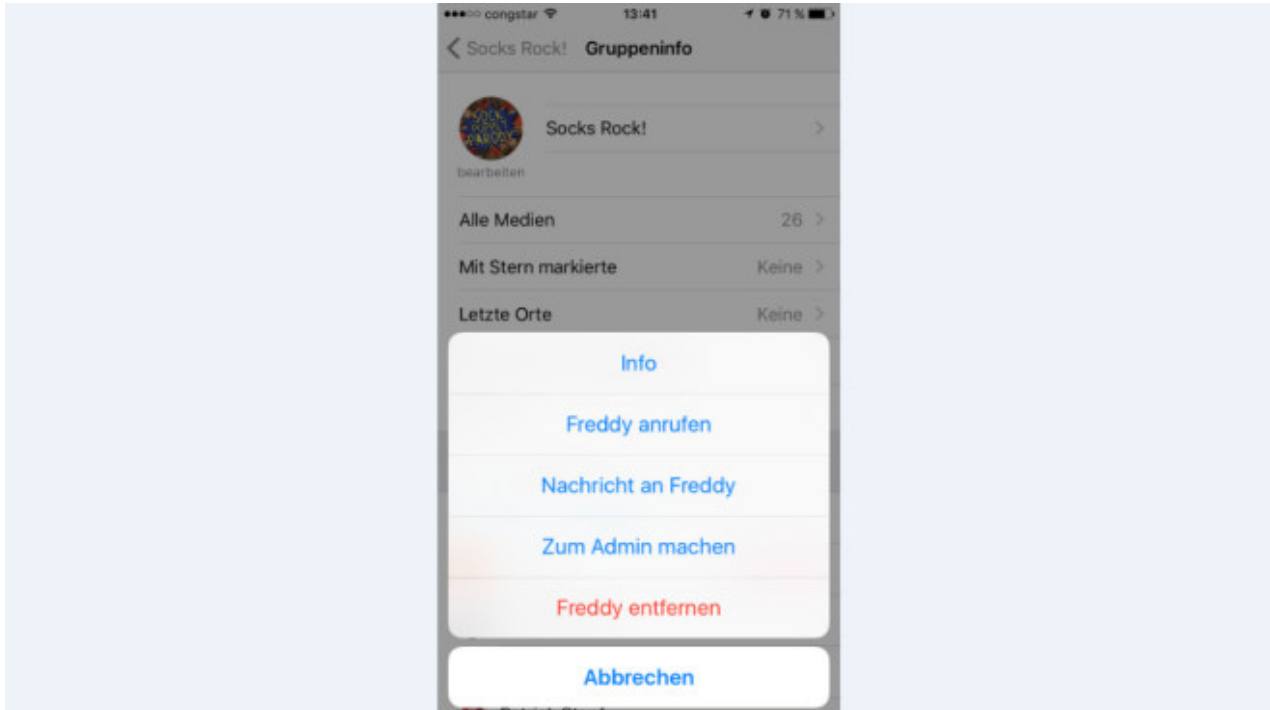 congstar 13:41 71 %
Socks Rock! Gruppeninfo
Socks Rock!
bearbeiten
Alle Medien 26
Mit Stern markierte Keine
Letzte Orte Keine
Info
Freddy anrufen
Nachricht an Freddy
Zum Admin machen
Freddy entfernen
Abbrechen